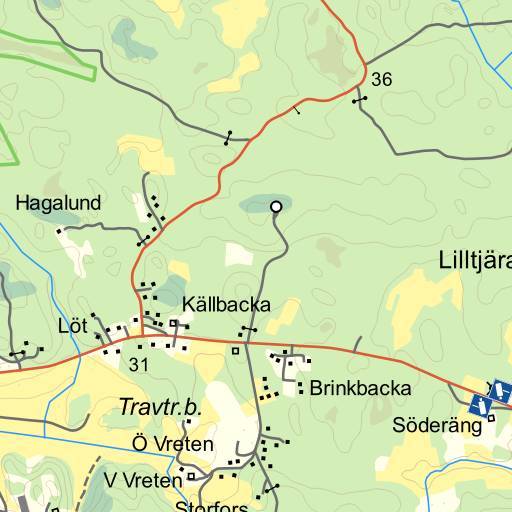 36
Hagalund
Lilltjära
Källbacka
Löt
31
Brinkbacka
Travtr.b.
Söderäng
Ö Vreten
V Vreten
Storfors